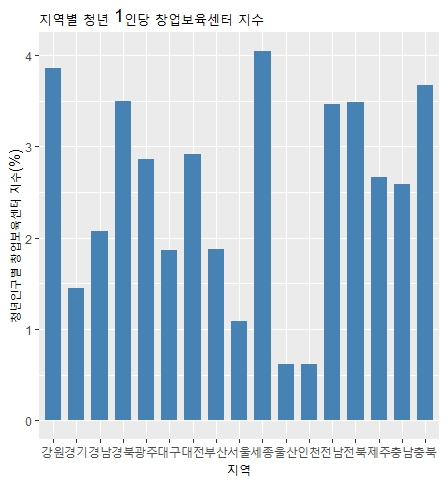 지역별 청년 1인당 창업보육센터 지수
청년인구별 창업보육센터 지수(%)
4
3
2
1
0
강원경기경남경북광주대구대전부산서울세종울산인천전남전북제주충남충북
지역